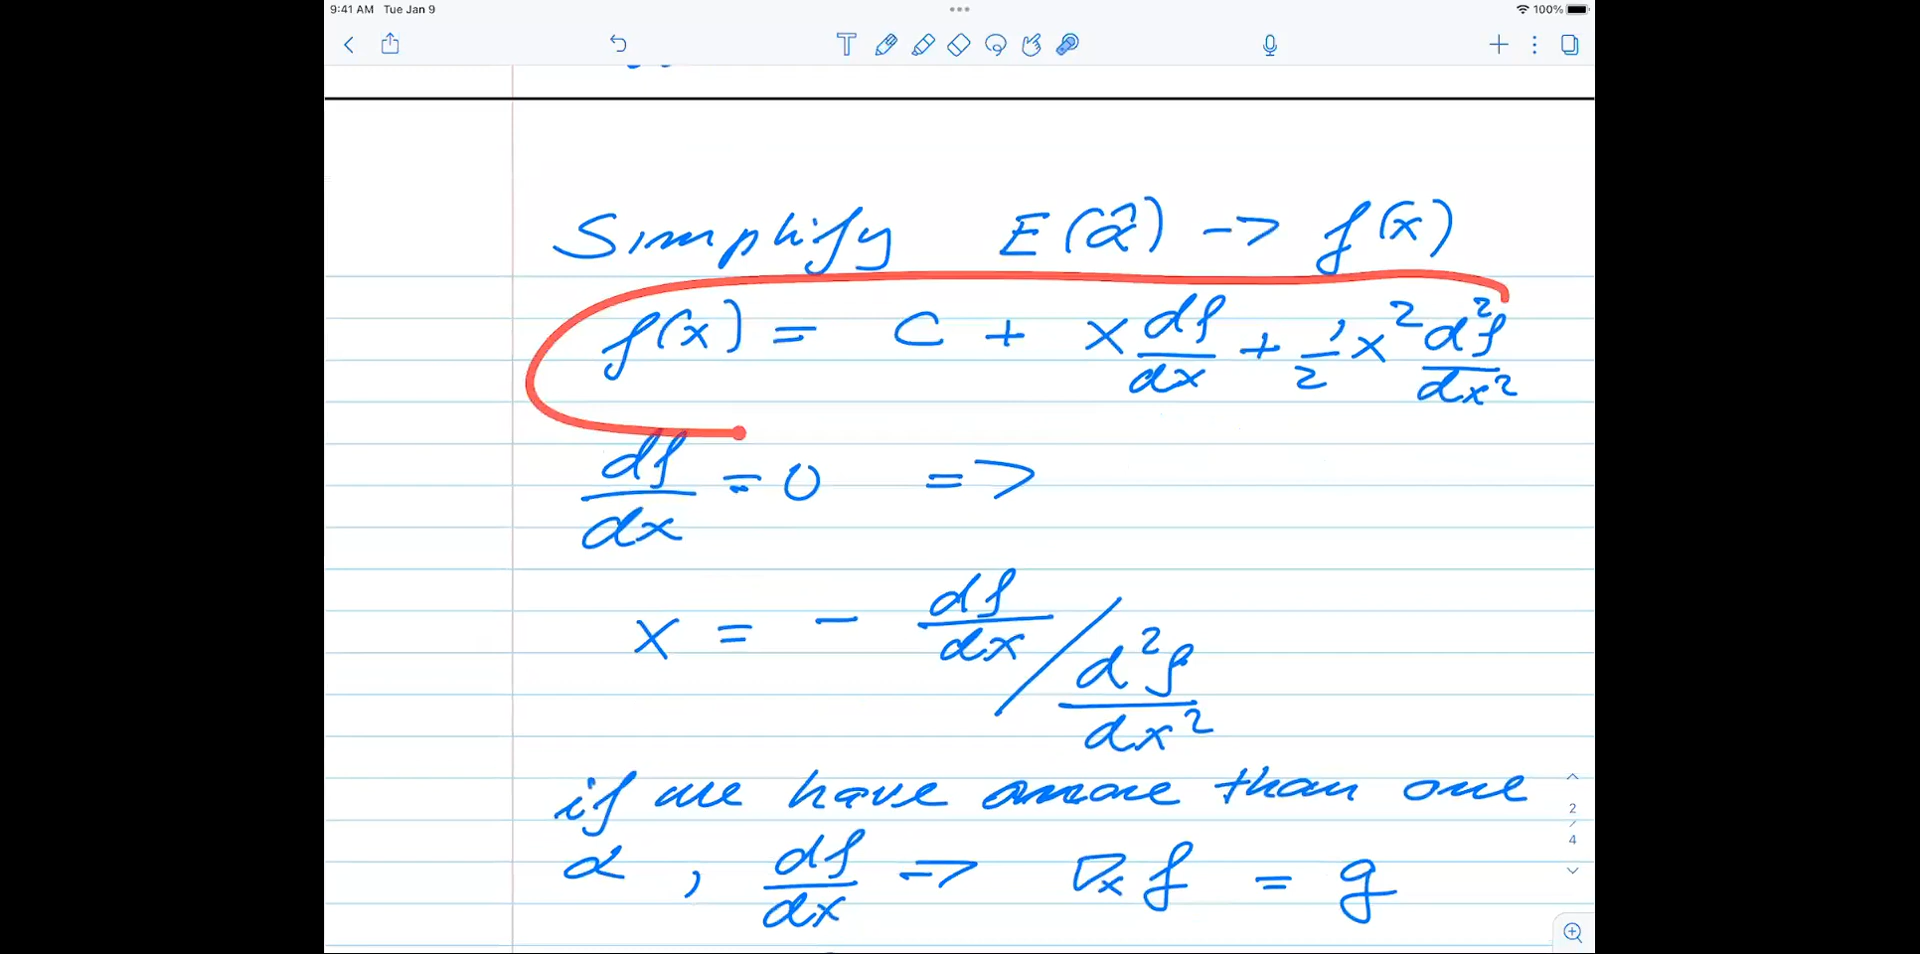 9:41 AM Tue Jan 9
100%
T
Simplify E(α̂) -> f(x)
f(x) = C + x df/dx + 1/2 x² d²f/dx²
df/dx = 0 =>
x = - df/dx / d²f/dx²
if we have more than one
α, df/dx => ∇ₓ f = g
2
/
4